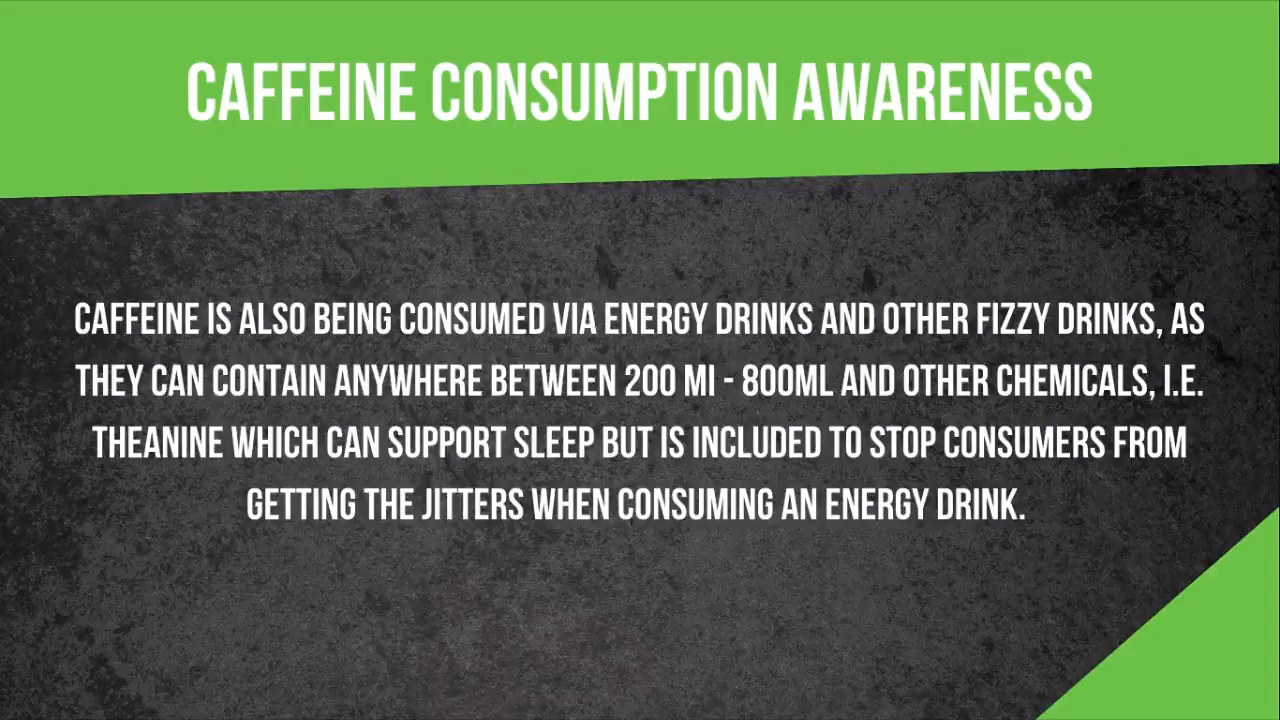 CAFFEINE CONSUMPTION AWARENESS
CAFFEINE IS ALSO BEING CONSUMED VIA ENERGY DRINKS AND OTHER FIZZY DRINKS, AS
THEY CAN CONTAIN ANYWHERE BETWEEN 200 MI - 800ML AND OTHER CHEMICALS, I.E.
THEANINE WHICH CAN SUPPORT SLEEP BUT IS INCLUDED TO STOP CONSUMERS FROM
GETTING THE JITTERS WHEN CONSUMING AN ENERGY DRINK.